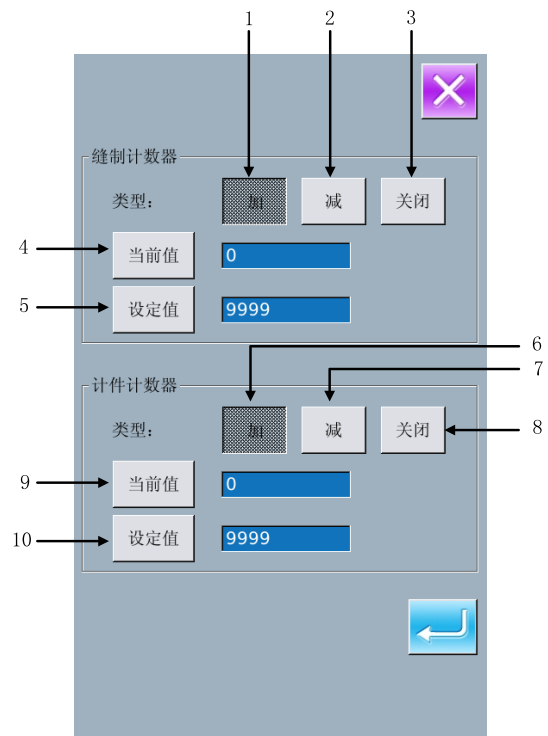 1 2 3
缝制计数器
类型： 加 减 关闭
4 当前值 0
5 设定值 9999
6
7
计件计数器
类型： 加 减 关闭 8
9 当前值 0
10 设定值 9999